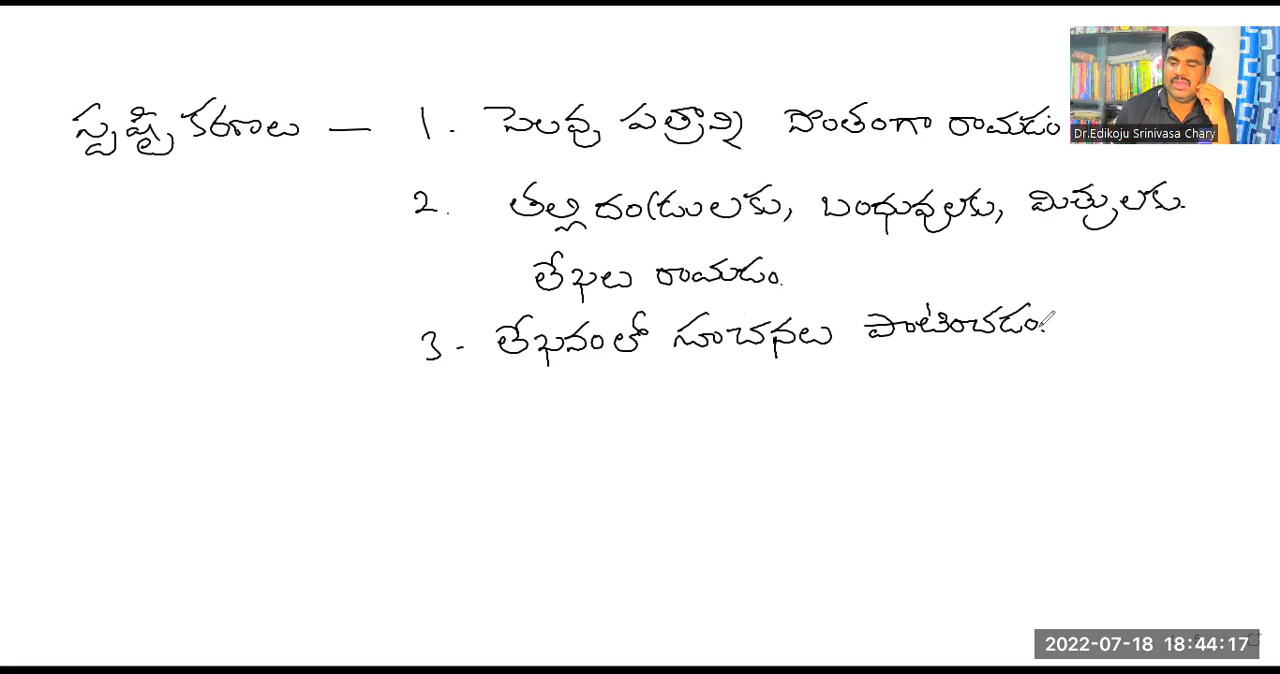 స్పష్టీకరణలు – 1. సెలవు పత్రాన్ని సొంతంగా రాయడం
Dr.Edikoju Srinivasa Chary
2. తల్లిదండ్రులకు, బంధువులకు, మిత్రులకు
లేఖలు రాయడం.
3 - లేఖనంలో సూచనలు పాటించడం.
2022-07-18 18:44:17